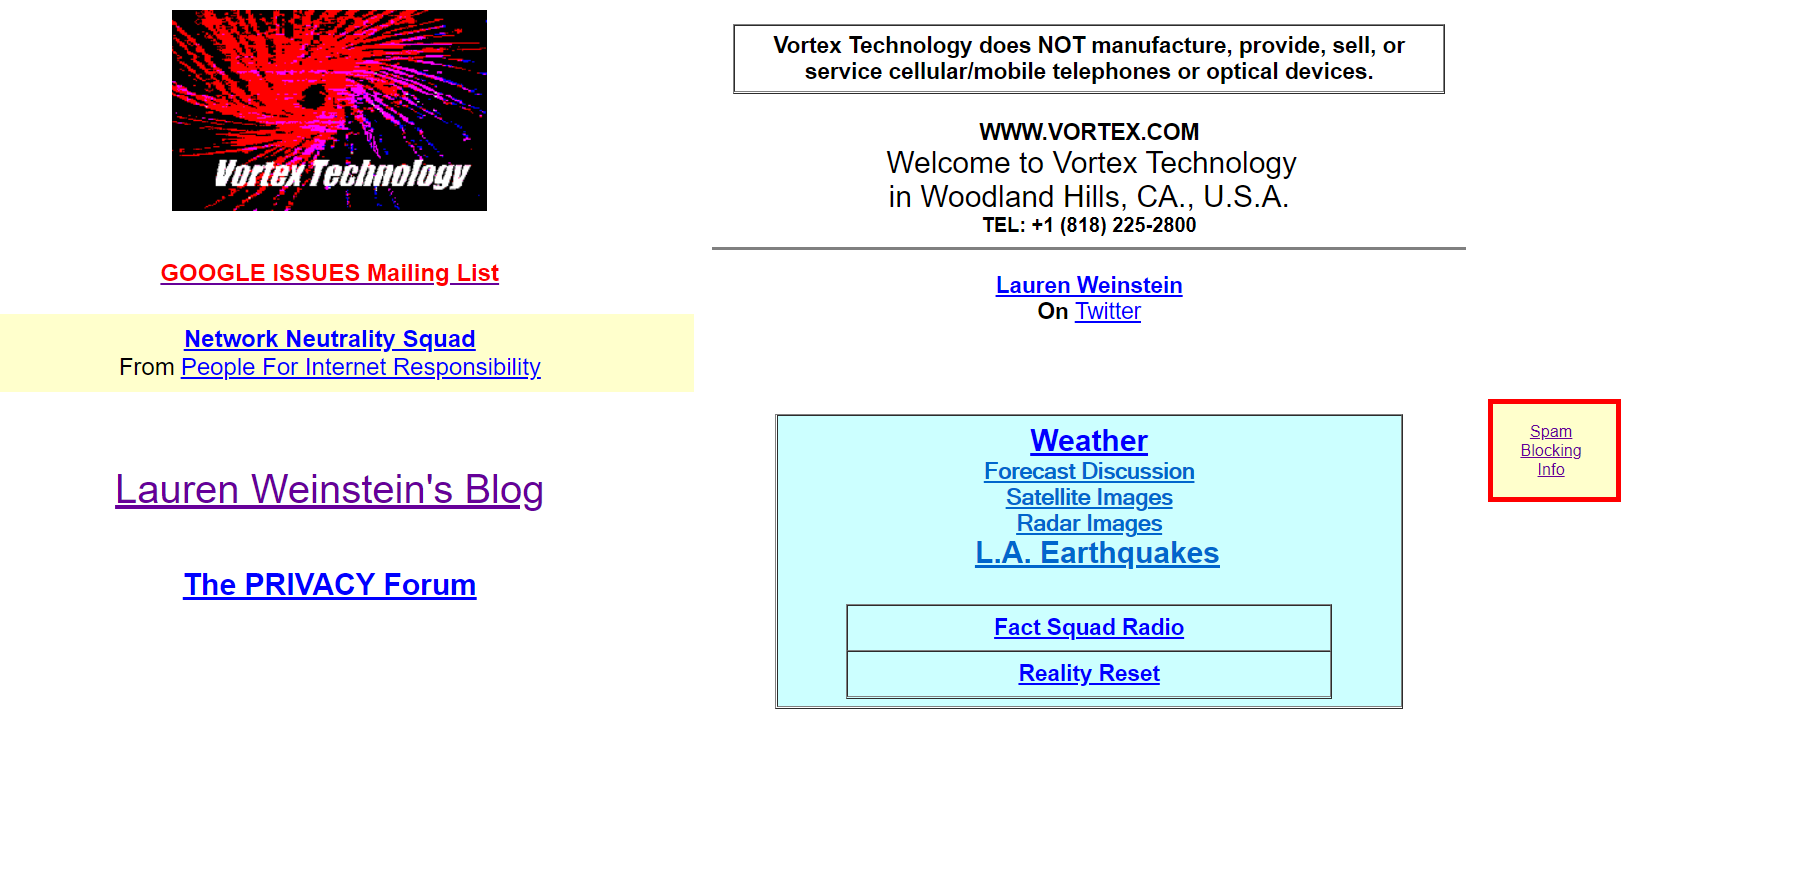 Vortex Technology
GOOGLE ISSUES Mailing List
Network Neutrality Squad
From People For Internet Responsibility
Lauren Weinstein's Blog
The PRIVACY Forum
Vortex Technology does NOT manufacture, provide, sell, or
service cellular/mobile telephones or optical devices.
WWW.VORTEX.COM
Welcome to Vortex Technology
in Woodland Hills, CA., U.S.A.
TEL: +1 (818) 225-2800
Lauren Weinstein
On Twitter
Weather
Forecast Discussion
Satellite Images
Radar Images
L.A. Earthquakes
Fact Squad Radio
Reality Reset
Spam
Blocking
Info